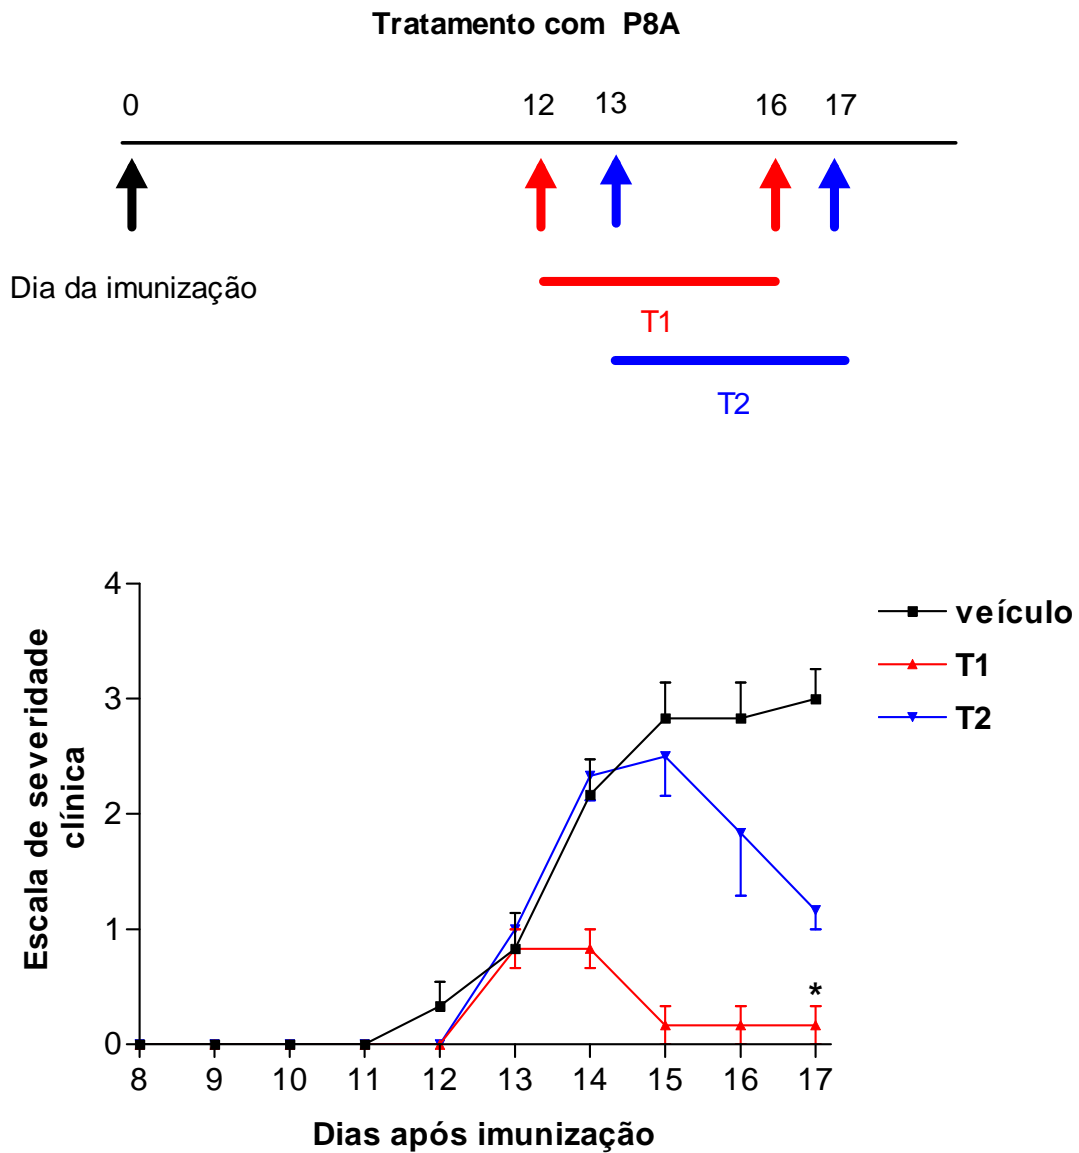 Tratamento com P8A
0 12 13 16 17
Dia da imunização
T1
T2
4
3
2
1
0
Escala de severidade
clínica
8 9 10 11 12 13 14 15 16 17
Dias após imunização
*
veículo
T1
T2